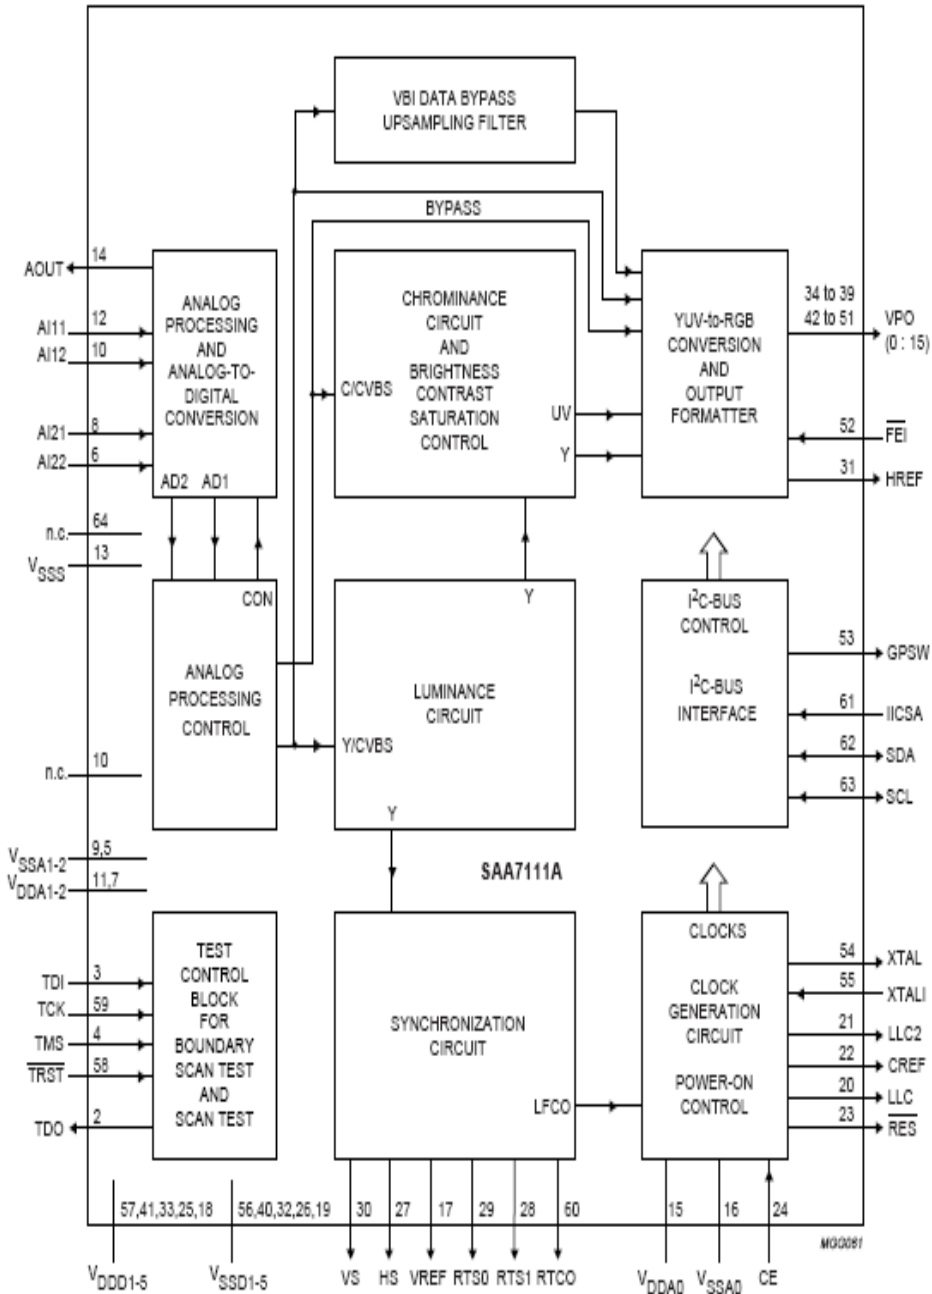 VBI DATA BYPASS
UPSAMPLING FILTER
BYPASS
AOUT 14
AI11 12
AI12 10
AI21 8
AI22 6
ANALOG
PROCESSING
AND
ANALOG-TO-
DIGITAL
CONVERSION
AD2 AD1
CHROMINANCE
CIRCUIT
AND
BRIGHTNESS
CONTRAST
SATURATION
CONTROL
C/CVBS
UV
Y
YUV-to-RGB
CONVERSION
AND
OUTPUT
FORMATTER
34 to 39
42 to 51
VPO
(0 : 15)
52 FEI
31 HREF
n.c. 64
VSSS 13
CON
ANALOG
PROCESSING
CONTROL
n.c. 10
Y
LUMINANCE
CIRCUIT
Y/CVBS
Y
I2C-BUS
CONTROL
I2C-BUS
INTERFACE
53 GPSW
61 IICSA
62 SDA
63 SCL
VSSA1-2 9,5
VDDA1-2 11,7
SAA7111A
TDI 3
TCK 59
TMS 4
TRST 58
TDO 2
TEST
CONTROL
BLOCK
FOR
BOUNDARY
SCAN TEST
AND
SCAN TEST
SYNCHRONIZATION
CIRCUIT
LFCO
CLOCKS
CLOCK
GENERATION
CIRCUIT
POWER-ON
CONTROL
54 XTAL
55 XTALI
21 LLC2
22 CREF
20 LLC
23 RES
57,41,33,25,18 56,40,32,26,19 30 27 17 29 28 60 15 16 24
MGG061
VDDD1-5 VSSD1-5 VS HS VREF RTS0 RTS1 RTCO VDDA0 VSSA0 CE